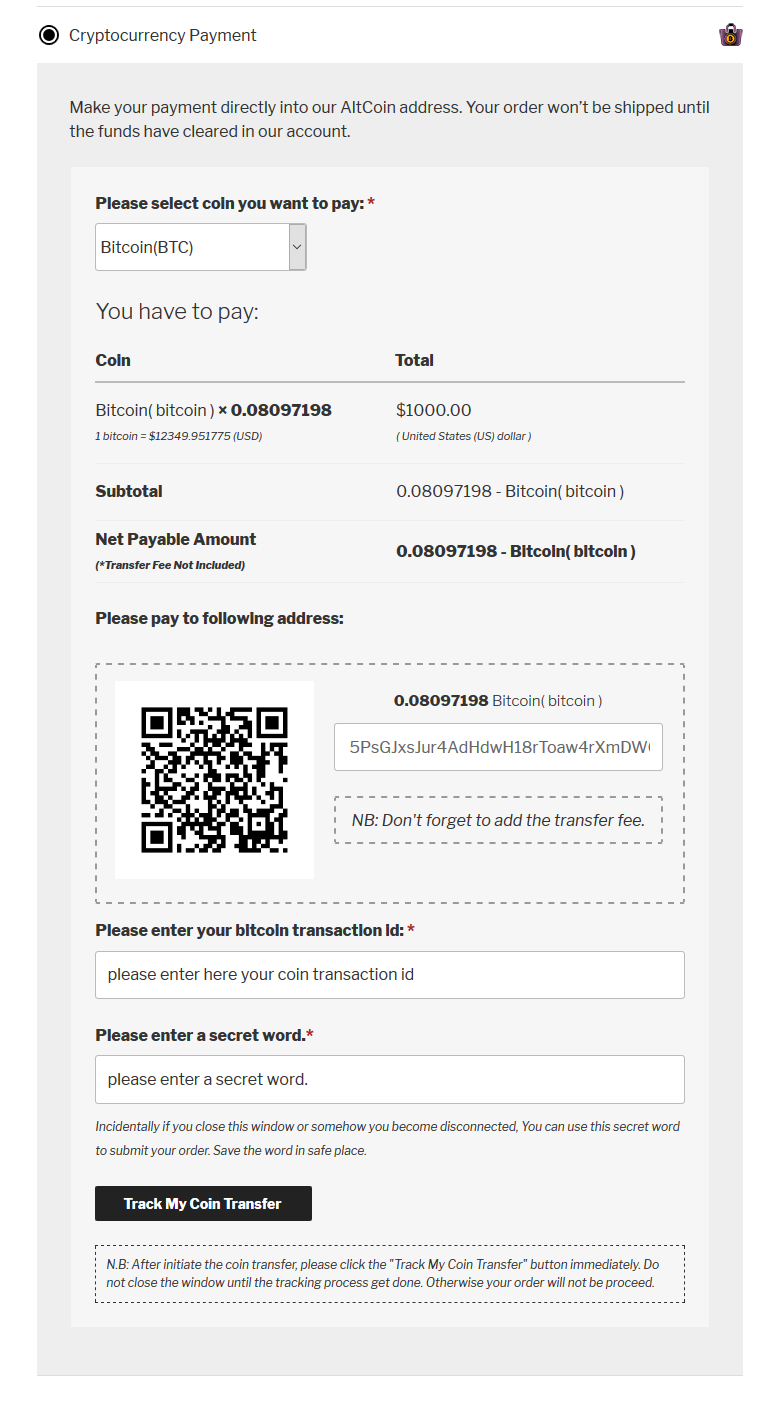 Cryptocurrency Payment
Make your payment directly into our AltCoin address. Your order won't be shipped until
the funds have cleared in our account.
Please select coin you want to pay: *
Bitcoin(BTC)
You have to pay:
Coin Total
Bitcoin( bitcoin ) × 0.08097198 $1000.00
1 bitcoin = $12349.951775 (USD) ( United States (US) dollar )
Subtotal 0.08097198 - Bitcoin( bitcoin )
Net Payable Amount
(*Transfer Fee Not Included) 0.08097198 - Bitcoin( bitcoin )
Please pay to following address:
0.08097198 Bitcoin( bitcoin )
5PsGJxsJur4AdHdwH18rToaw4rXmDW
NB: Don't forget to add the transfer fee.
Please enter your bitcoin transaction id: *
please enter here your coin transaction id
Please enter a secret word.*
please enter a secret word.
Incidentally if you close this window or somehow you become disconnected, You can use this secret word
to submit your order. Save the word in safe place.
Track My Coin Transfer
N.B: After initiate the coin transfer, please click the "Track My Coin Transfer" button immediately. Do
not close the window until the tracking process get done. Otherwise your order will not be proceed.